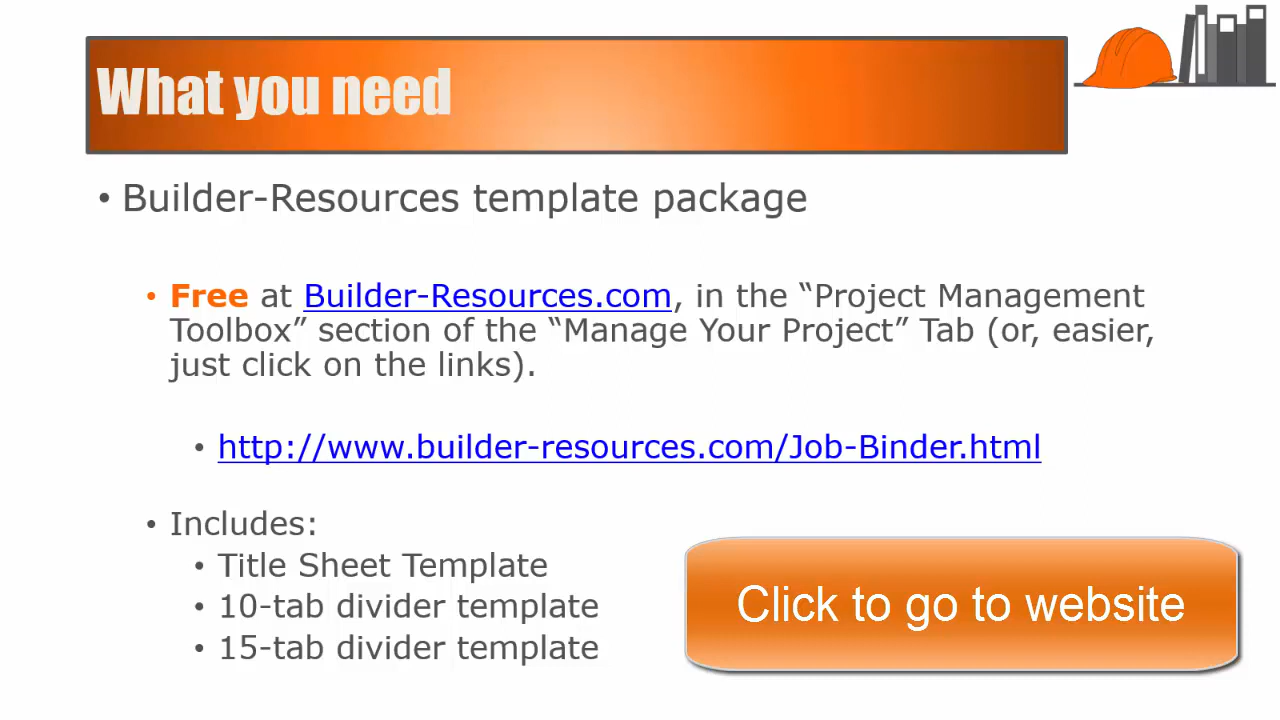 What you need
• Builder-Resources template package
• Free at Builder-Resources.com, in the “Project Management
Toolbox” section of the “Manage Your Project” Tab (or, easier,
just click on the links).
• http://www.builder-resources.com/Job-Binder.html
• Includes:
• Title Sheet Template
• 10-tab divider template
• 15-tab divider template
Click to go to website